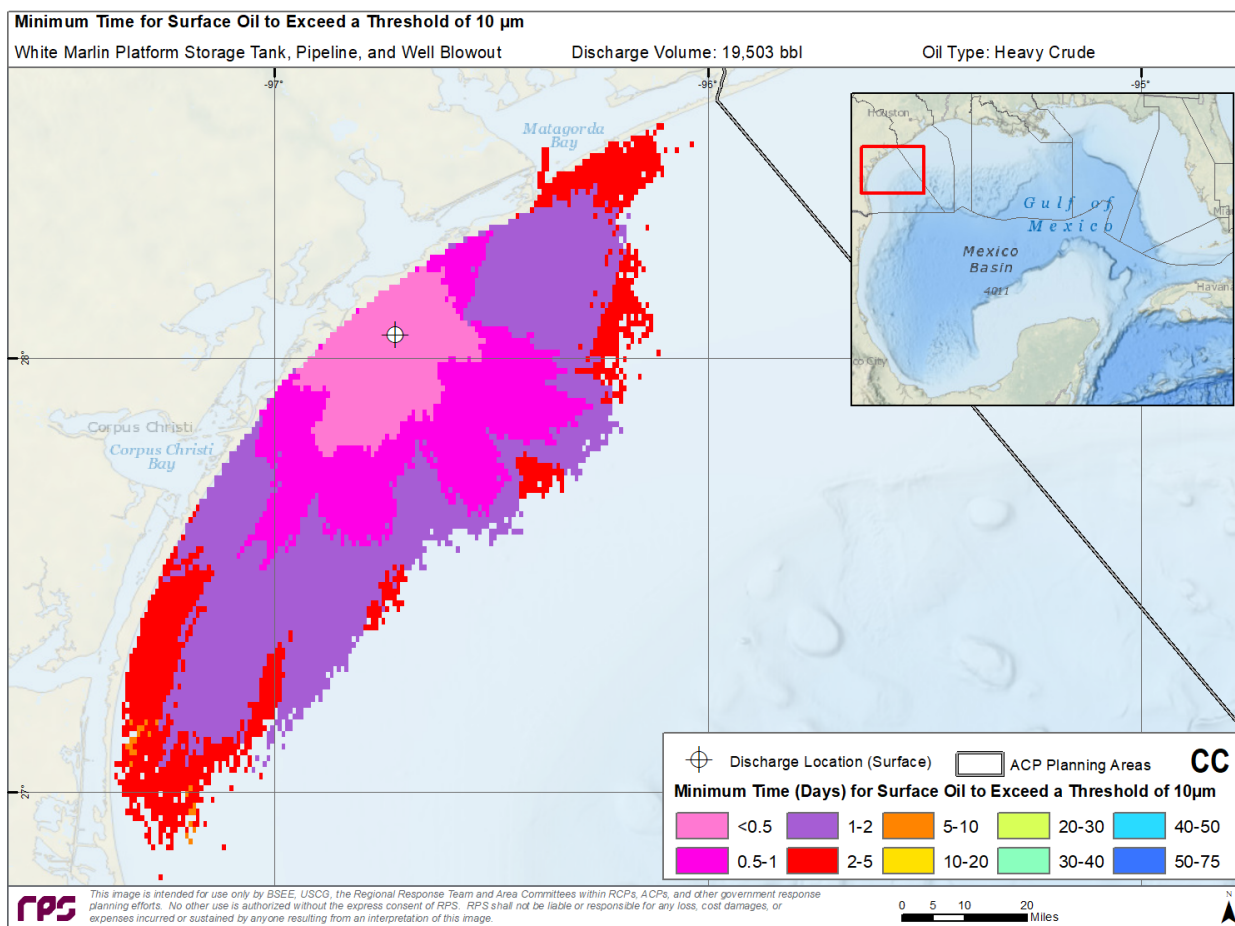 Minimum Time for Surface Oil to Exceed a Threshold of 10 µm
White Marlin Platform Storage Tank, Pipeline, and Well Blowout Discharge Volume: 19,503 bbl Oil Type: Heavy Crude
-97° -96° -95°
Matagorda
Bay
28°
Corpus Christi
Corpus Christi
Bay
27°
Houston
Gulf of
Mexico
Mexico
Basin
4011
Miam
Havana
co City
Discharge Location (Surface) ACP Planning Areas CC
Minimum Time (Days) for Surface Oil to Exceed a Threshold of 10µm
<0.5 1-2 5-10 20-30 40-50
0.5-1 2-5 10-20 30-40 50-75
rps
This image is intended for use only by BSEE, USCG, the Regional Response Team and Area Committees within RCPs, ACPs, and other government response
planning efforts. No other use is authorized without the express consent of RPS. RPS shall not be liable or responsible for any loss, cost damages, or
expenses incurred or sustained by anyone resulting from an interpretation of this image.
0 5 10 20
Miles
N